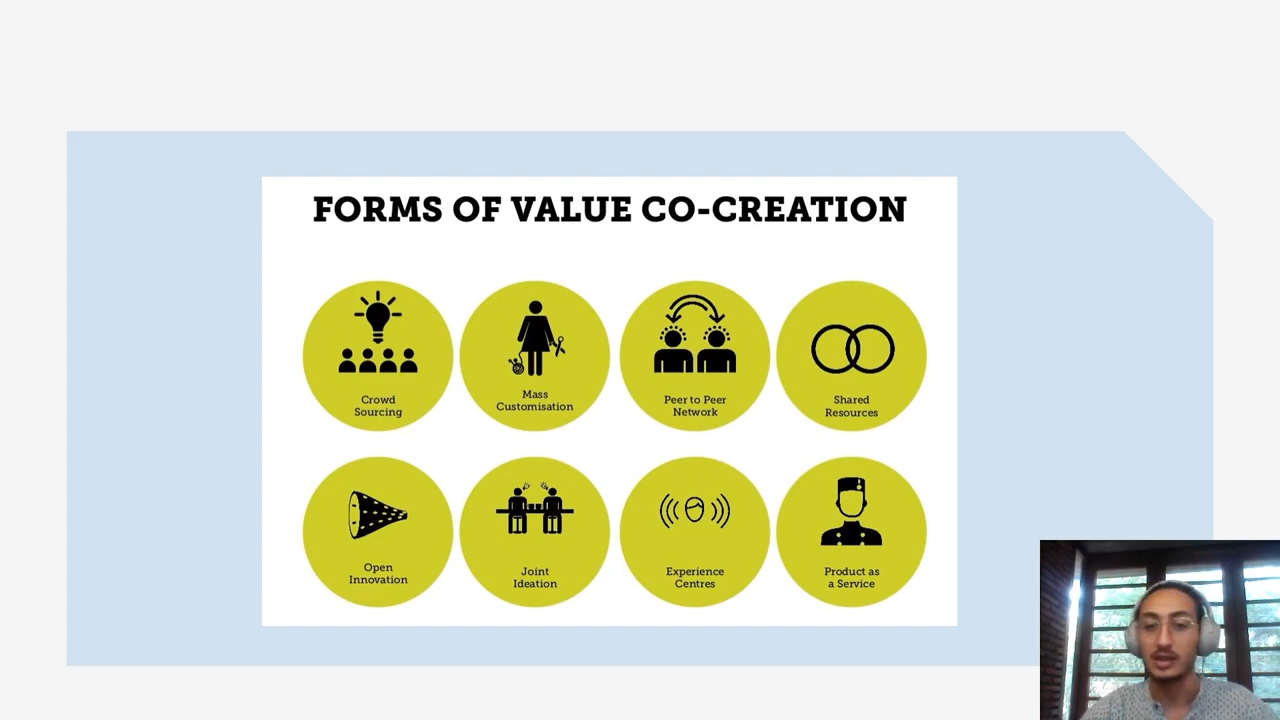 FORMS OF VALUE CO-CREATION
Crowd
Sourcing
Mass
Customisation
Peer to Peer
Network
Shared
Resources
Open
Innovation
Joint
Ideation
Experience
Centres
Product as
a Service